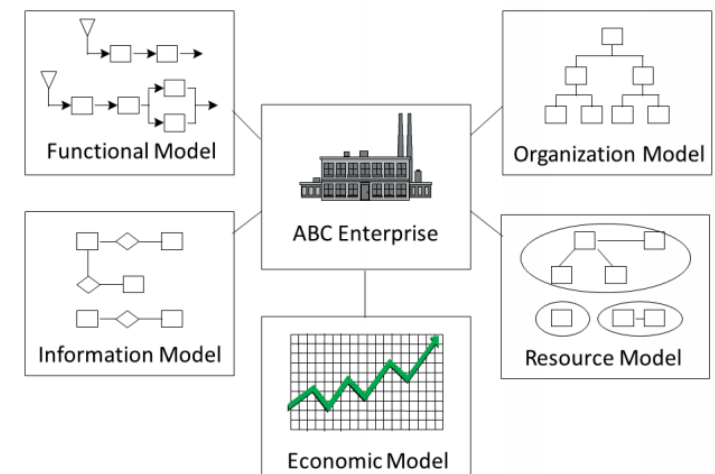 Functional Model
Organization Model
ABC Enterprise
Information Model
Resource Model
Economic Model